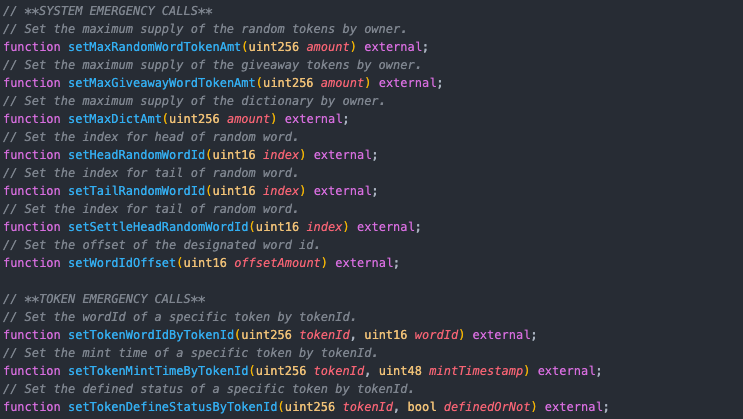 // **SYSTEM EMERGENCY CALLS**
// Set the maximum supply of the random tokens by owner.
function setMaxRandomWordTokenAmt(uint256 amount) external;
// Set the maximum supply of the giveaway tokens by owner.
function setMaxGiveawayWordTokenAmt(uint256 amount) external;
// Set the maximum supply of the dictionary by owner.
function setMaxDictAmt(uint256 amount) external;
// Set the index for head of random word.
function setHeadRandomWordId(uint16 index) external;
// Set the index for tail of random word.
function setTailRandomWordId(uint16 index) external;
// Set the index for tail of random word.
function setSettleHeadRandomWordId(uint16 index) external;
// Set the offset of the designated word id.
function setWordIdOffset(uint16 offsetAmount) external;

// **TOKEN EMERGENCY CALLS**
// Set the wordId of a specific token by tokenId.
function setTokenWordIdByTokenId(uint256 tokenId, uint16 wordId) external;
// Set the mint time of a specific token by tokenId.
function setTokenMintTimeByTokenId(uint256 tokenId, uint48 mintTimestamp) external;
// Set the defined status of a specific token by tokenId.
function setTokenDefineStatusByTokenId(uint256 tokenId, bool definedOrNot) external;